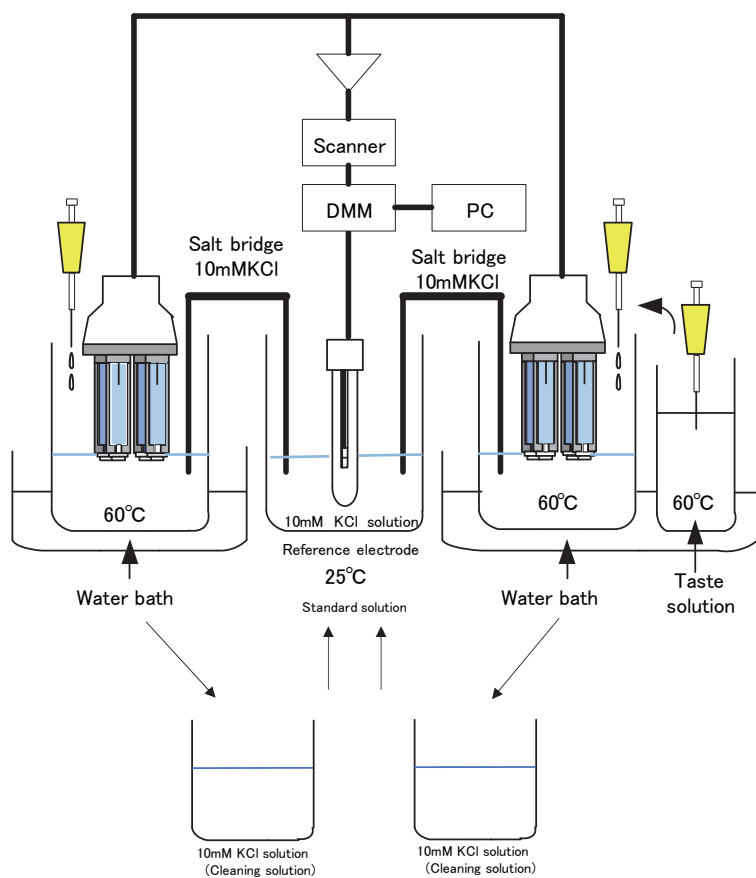 Scanner
DMM
PC
Salt bridge
10mMKCl
Salt bridge
10mMKCl
60℃
10mM KCl solution
Reference electrode
25℃
Standard solution
60℃
60℃
Water bath
Water bath
Taste
solution
10mM KCl solution
(Cleaning solution)
10mM KCl solution
(Cleaning solution)